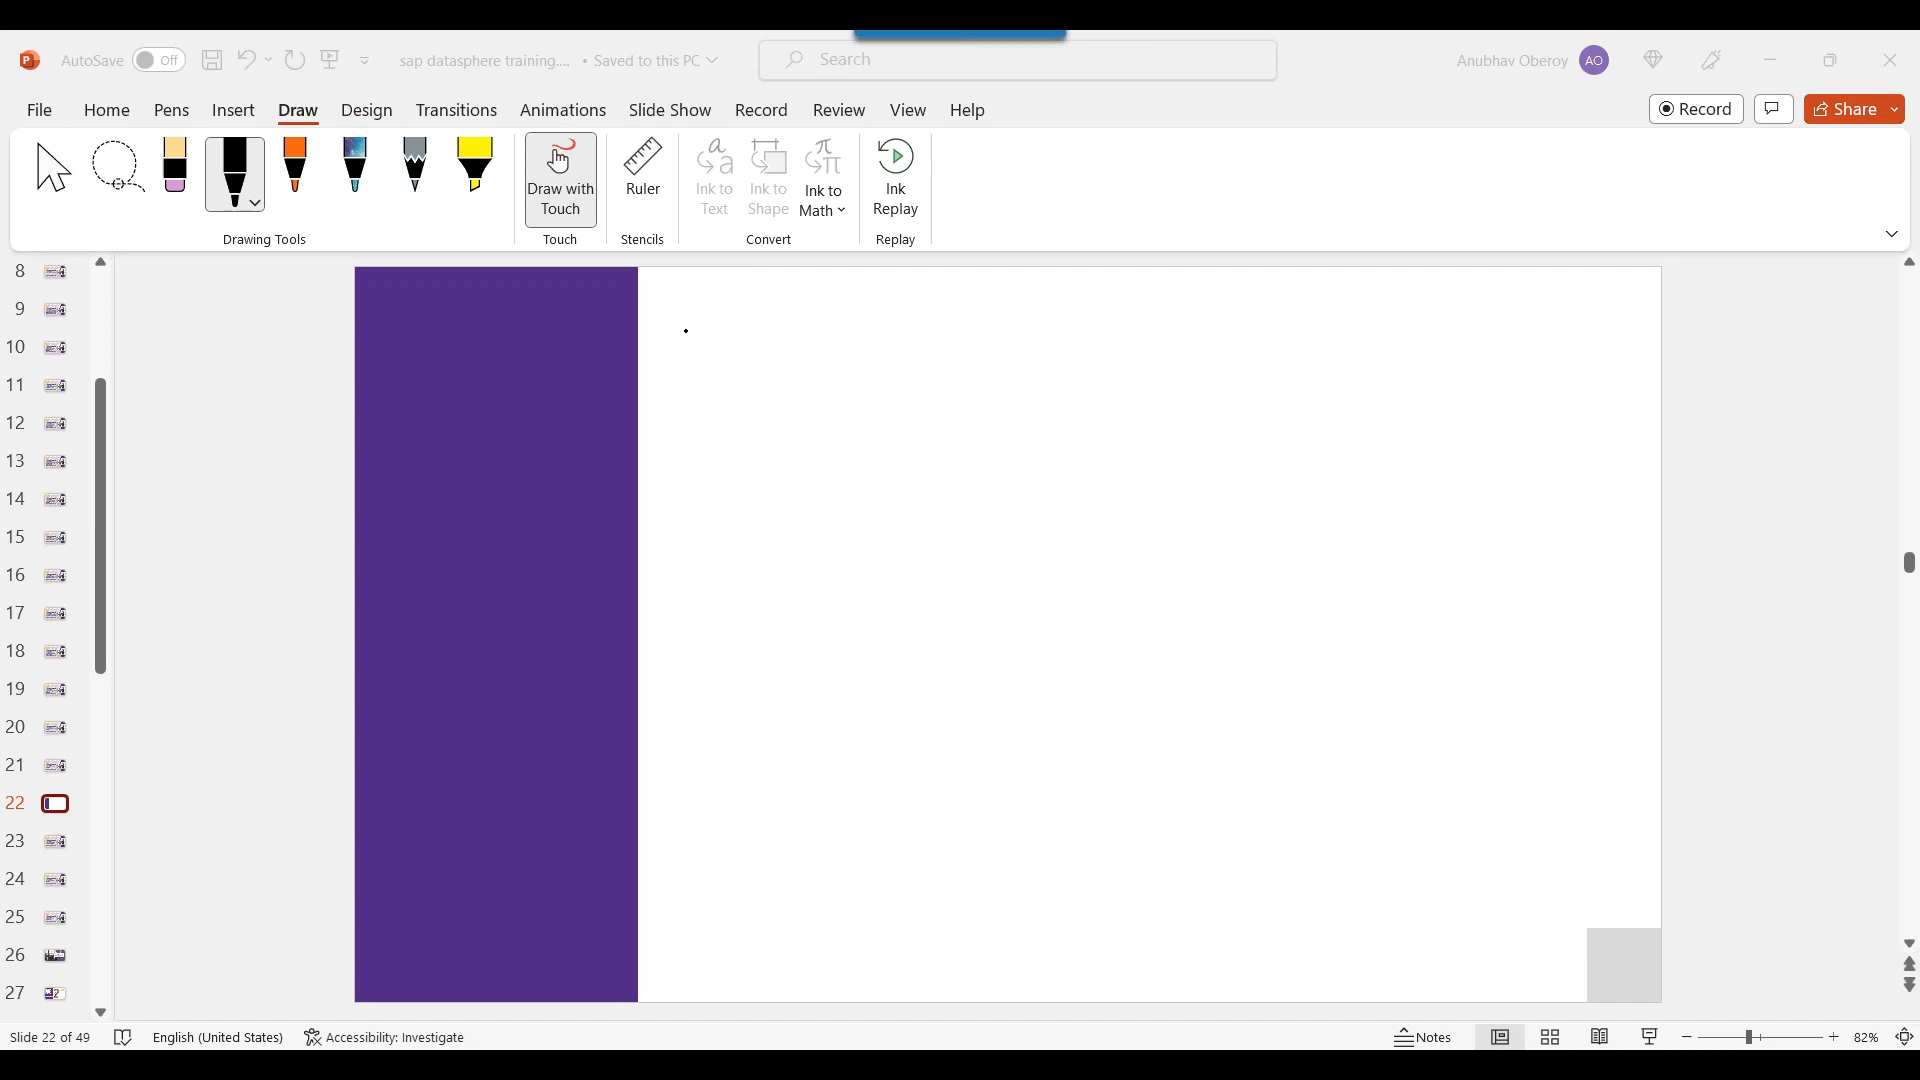 AutoSave Off sap datasphere training.... • Saved to this PC Search Anubhav Oberoy AO
File Home Pens Insert Draw Design Transitions Animations Slide Show Record Review View Help Record Share
Draw with Touch
Ruler
Ink to Text
Ink to Shape
Ink to Math
Ink Replay
Drawing Tools Touch Stencils Convert Replay
8
9
10
11
12
13
14
15
16
17
18
19
20
21
22
23
24
25
26
27
Slide 22 of 49 English (United States) Accessibility: Investigate Notes 82%